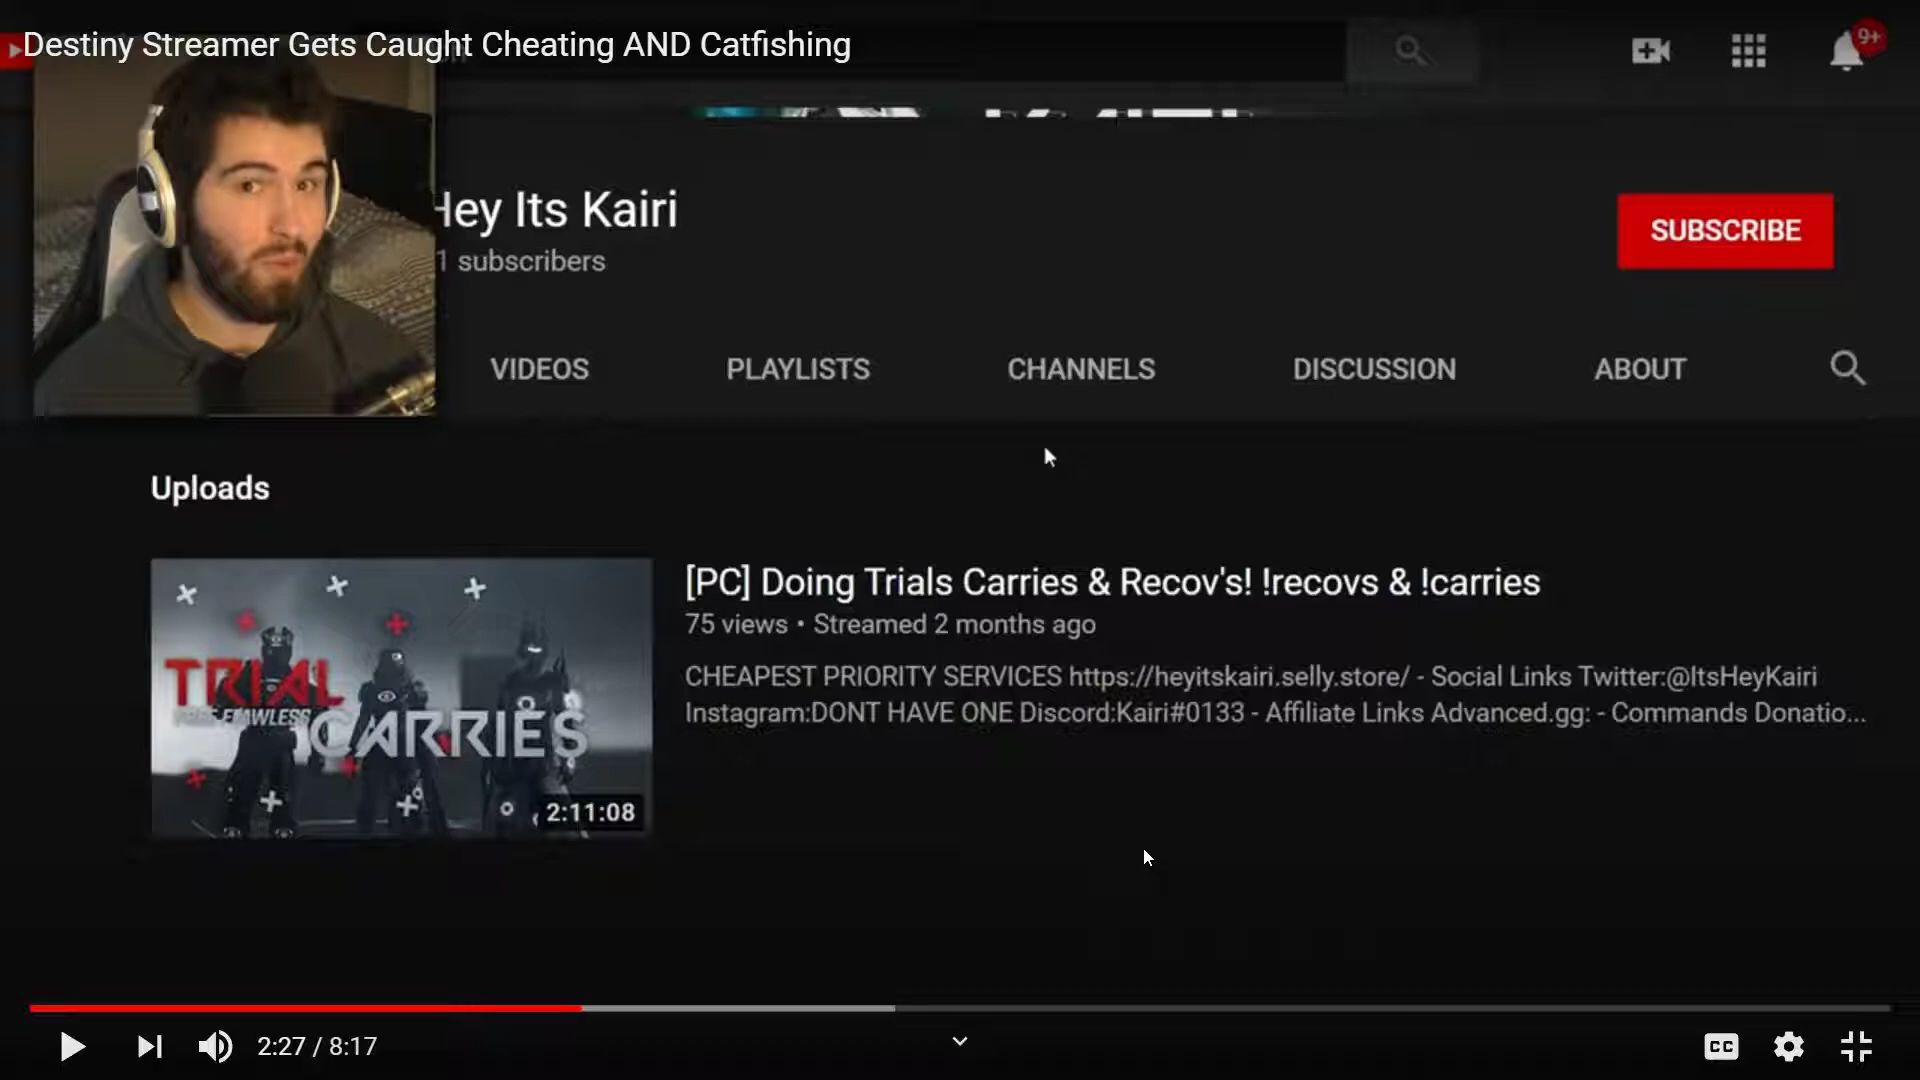 Destiny Streamer Gets Caught Cheating AND Catfishing
9+
Hey Its Kairi
1 subscribers
SUBSCRIBE
VIDEOS
PLAYLISTS
CHANNELS
DISCUSSION
ABOUT
Uploads
TRIAL
FREE FLAWLESS
CARRIES
2:11:08
[PC] Doing Trials Carries & Recov's! !recovs & !carries
75 views • Streamed 2 months ago
CHEAPEST PRIORITY SERVICES https://heyitskairi.selly.store/ - Social Links Twitter:@ItsHeyKairi
Instagram:DONT HAVE ONE Discord:Kairi#0133 - Affiliate Links Advanced.gg: - Commands Donatio...
2:27 / 8:17
CC